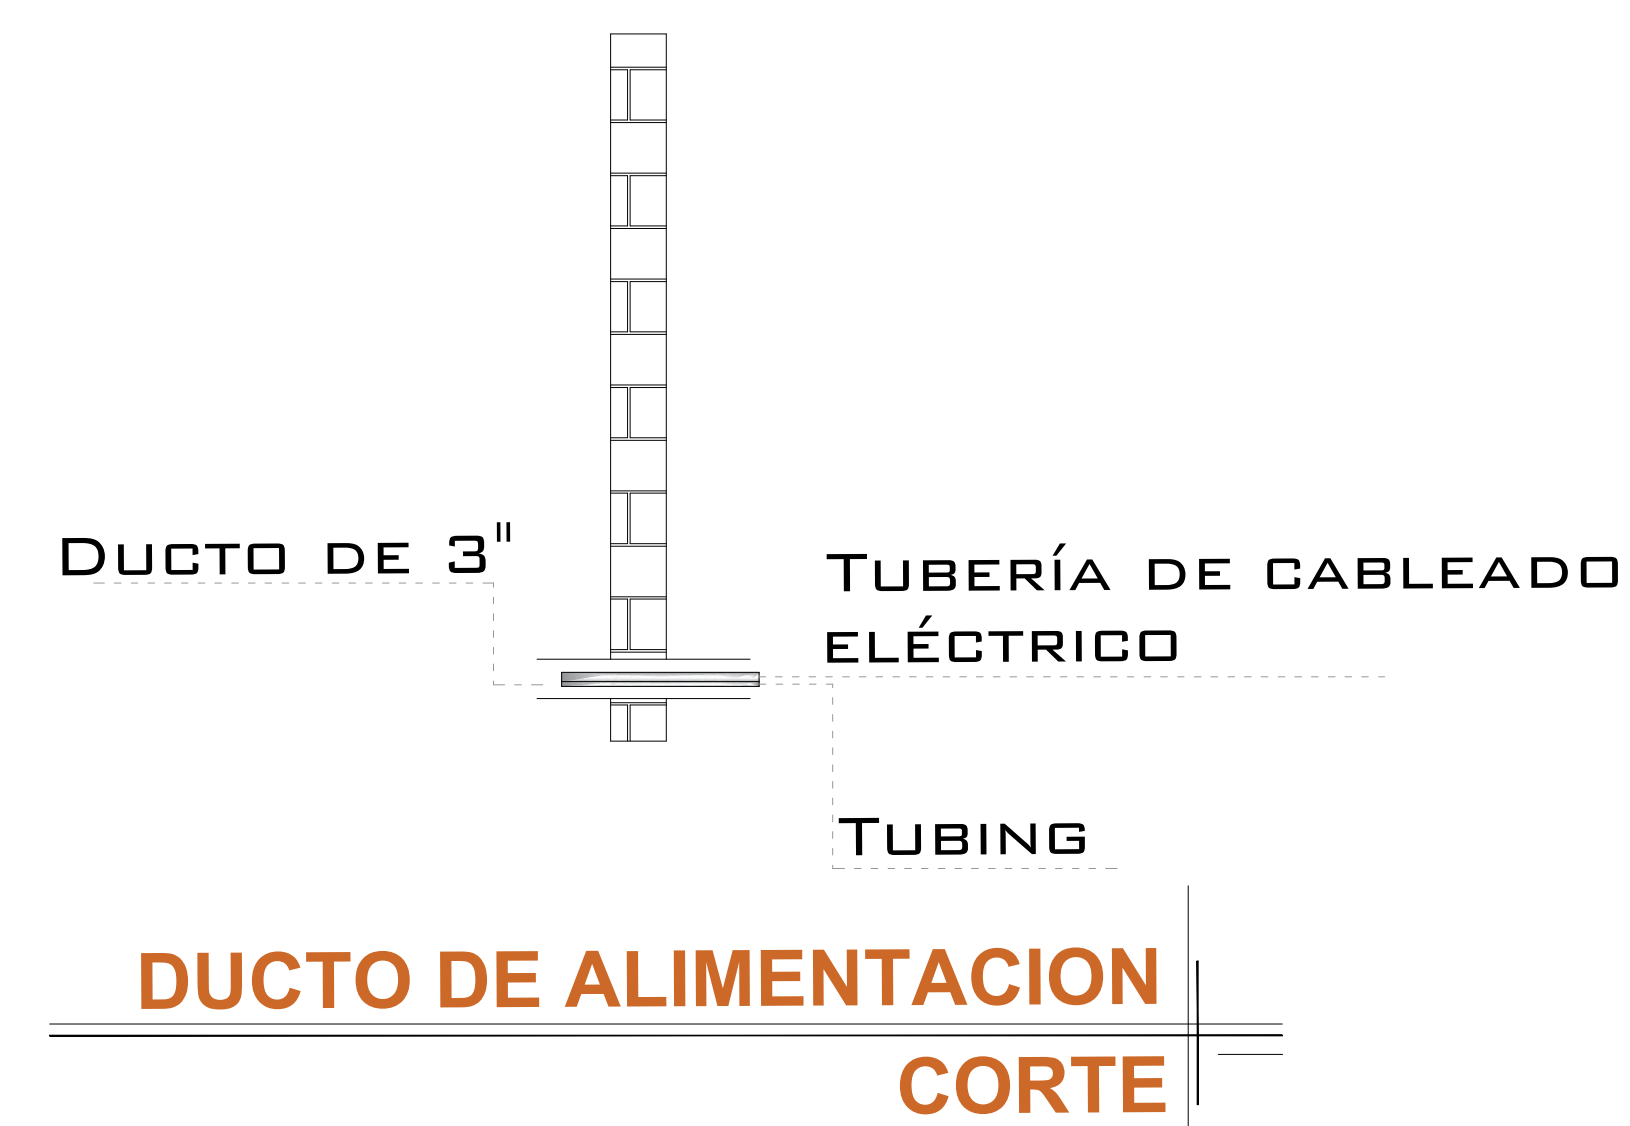 Ducto de 3"
Tubería de cableado
eléctrico
Tubing
DUCTO DE ALIMENTACION
CORTE